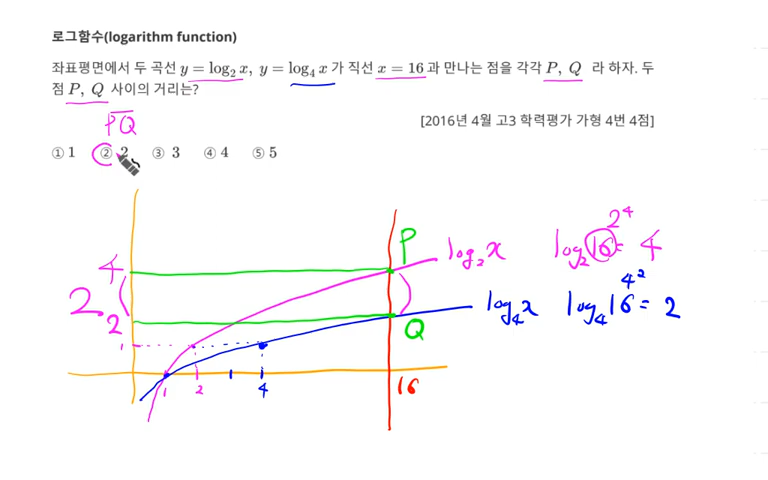 로그함수(logarithm function)
좌표평면에서 두 곡선 y = log₂ x, y = log₄ x 가 직선 x = 16 과 만나는 점을 각각 P, Q 라 하자. 두
점 P, Q 사이의 거리는?
[2016년 4월 고3 학력평가 가형 4번 4점]
PQ
① 1 ② 2 ③ 3 ④ 4 ⑤ 5
P
log₂x
2⁴
log₂16 = 4
4
2
2
4²
log₄x
log₄16 = 2
Q
1
1 2 4 16